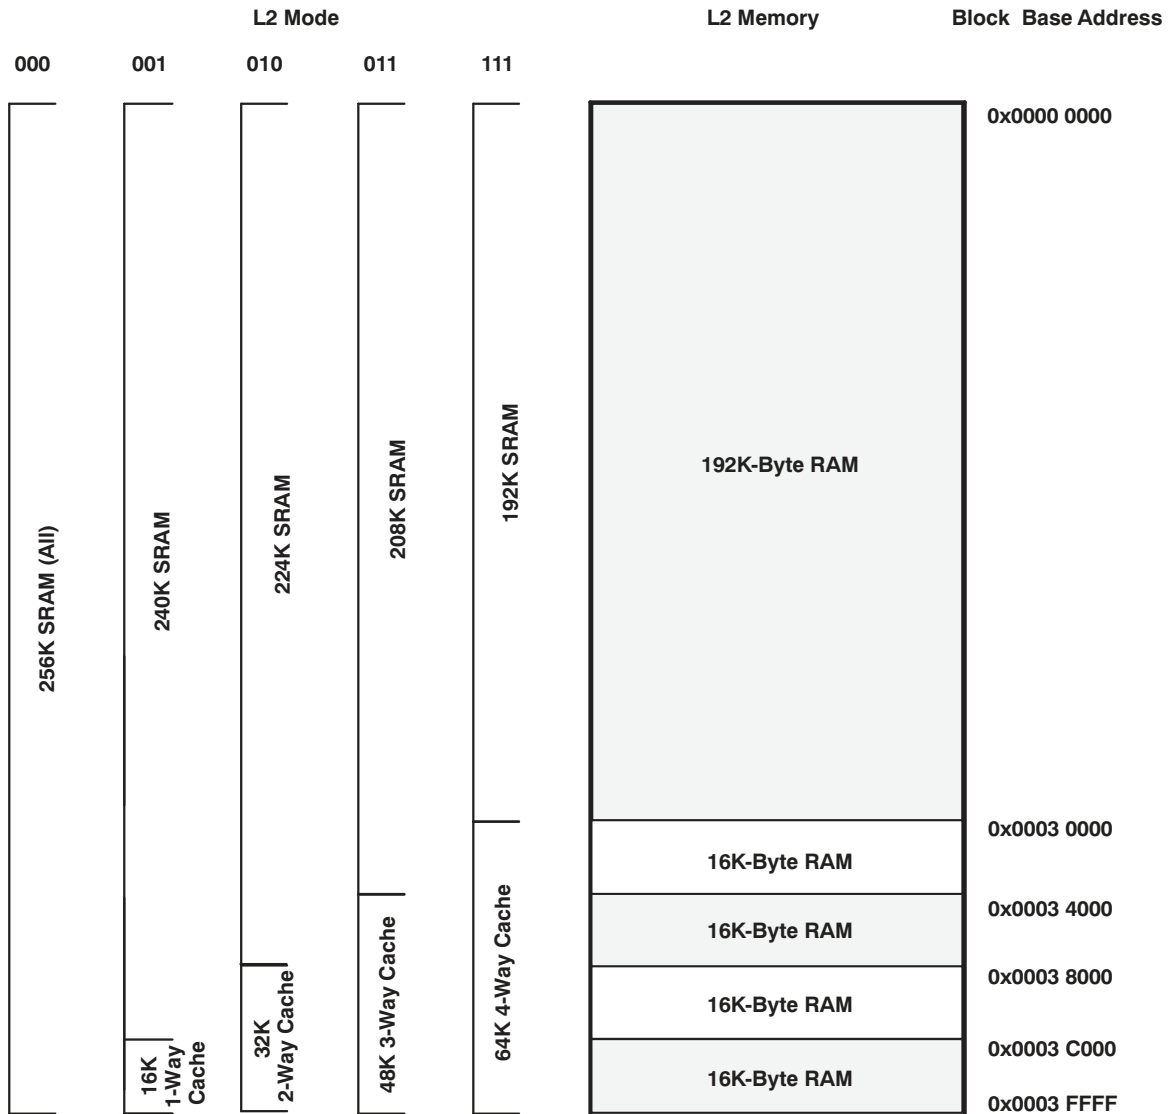 L2 Mode
L2 Memory
Block Base Address
000
001
010
011
111
0x0000 0000
256K SRAM (All)
240K SRAM
224K SRAM
208K SRAM
192K SRAM
192K-Byte RAM
0x0003 0000
16K-Byte RAM
0x0003 4000
16K-Byte RAM
0x0003 8000
16K-Byte RAM
0x0003 C000
16K-Byte RAM
0x0003 FFFF
16K
1-Way
Cache
32K
2-Way Cache
48K 3-Way Cache
64K 4-Way Cache